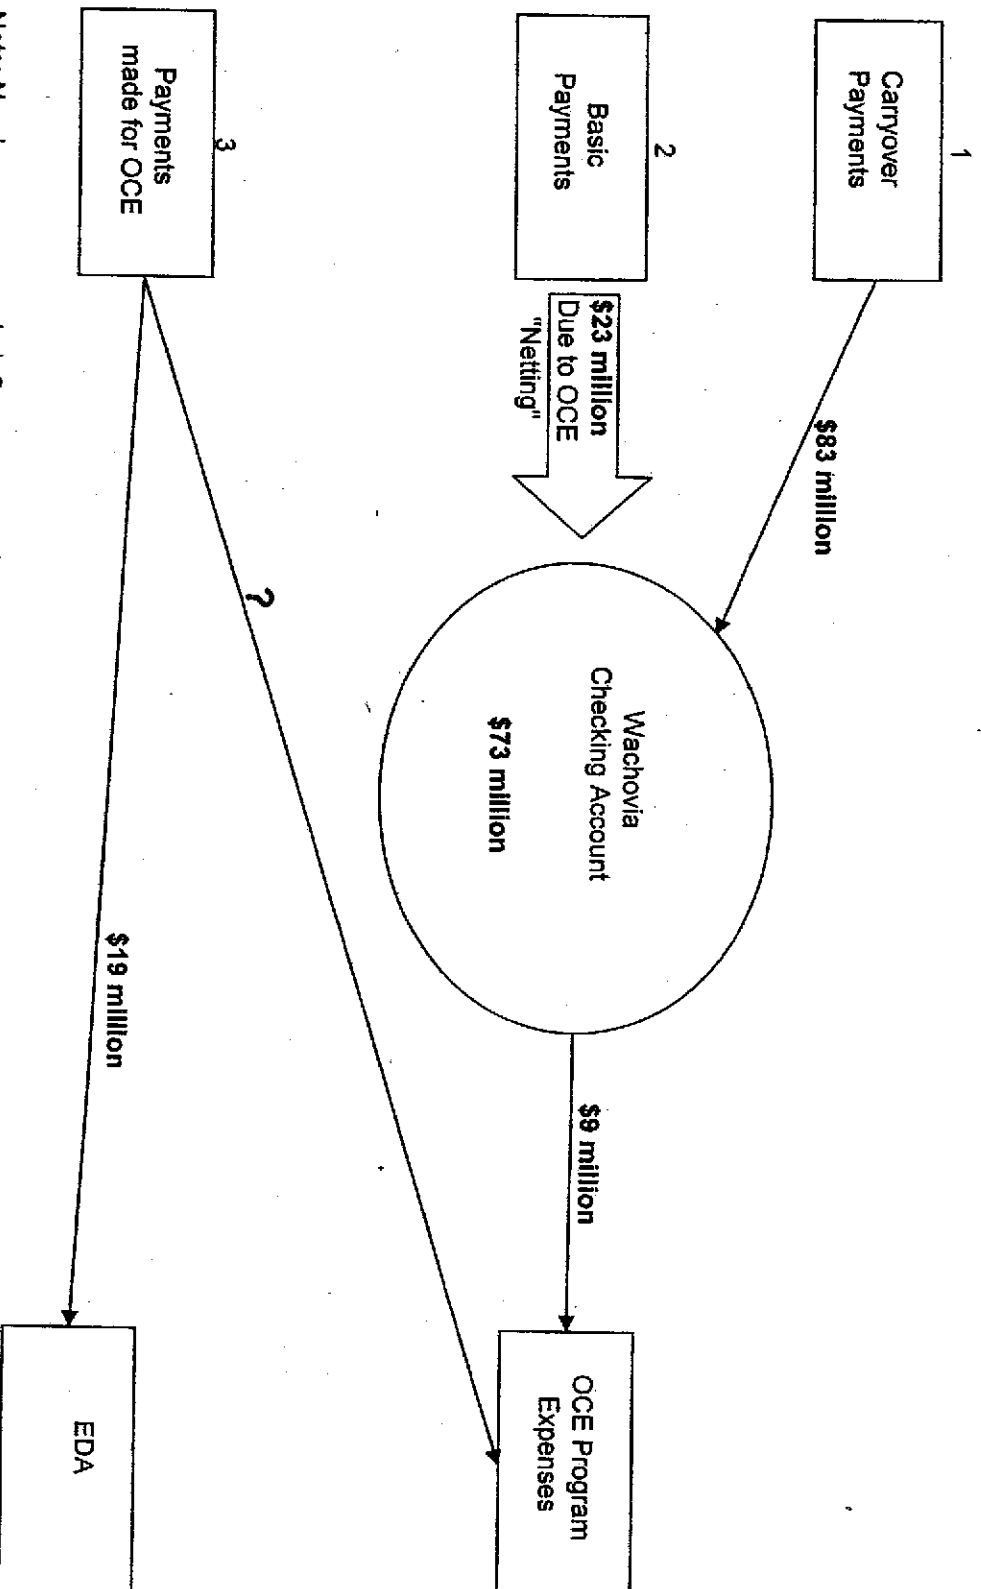 1
Carryover
Payments
$83 million
2
Basic
Payments
$23 million
Due to OCE
"Netting"
Wachovia
Checking Account
$73 million
$9 million
OCE Program
Expenses
3
Payments
made for OCE
?
$19 million
EDA